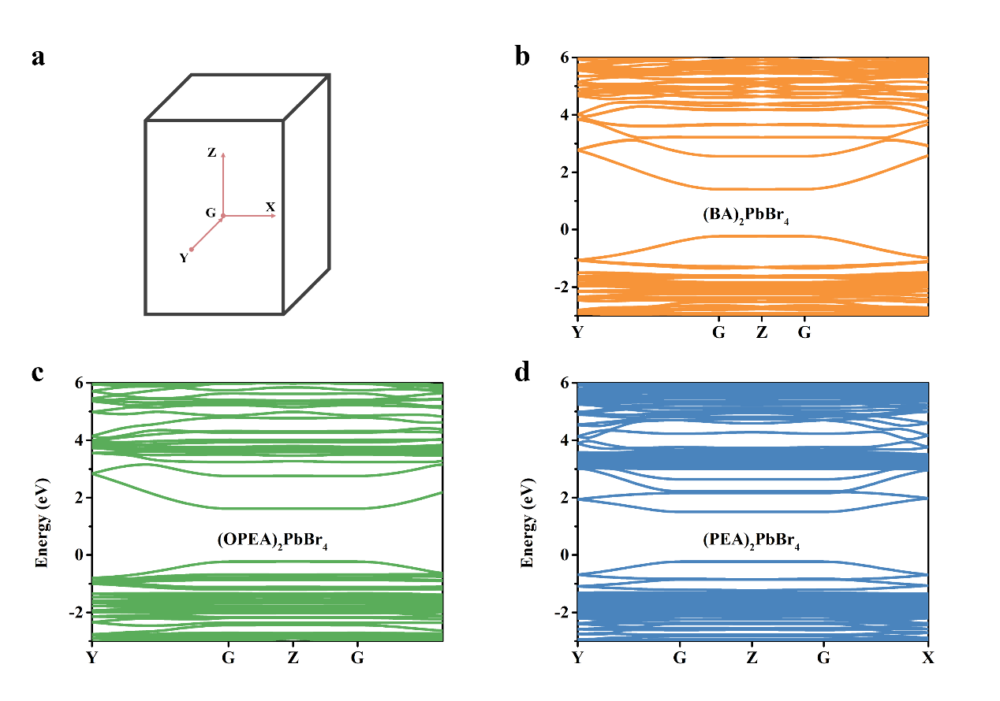 a
Z
G
X
Y
b
6
4
2
0
-2
(BA)₂PbBr₄
Y G Z G
c
Energy (eV)
6
4
2
0
-2
(OPEA)₂PbBr₄
Y G Z G
d
Energy (eV)
6
4
2
0
-2
(PEA)₂PbBr₄
Y G Z G X